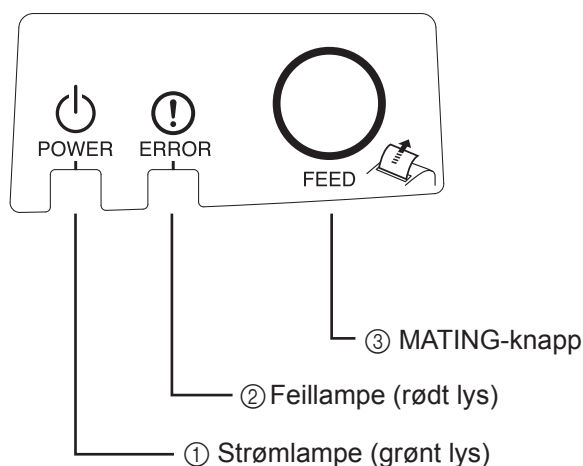 POWER
ERROR
FEED
③ MATING-knapp
② Feillampe (rødt lys)
① Strømlampe (grønt lys)